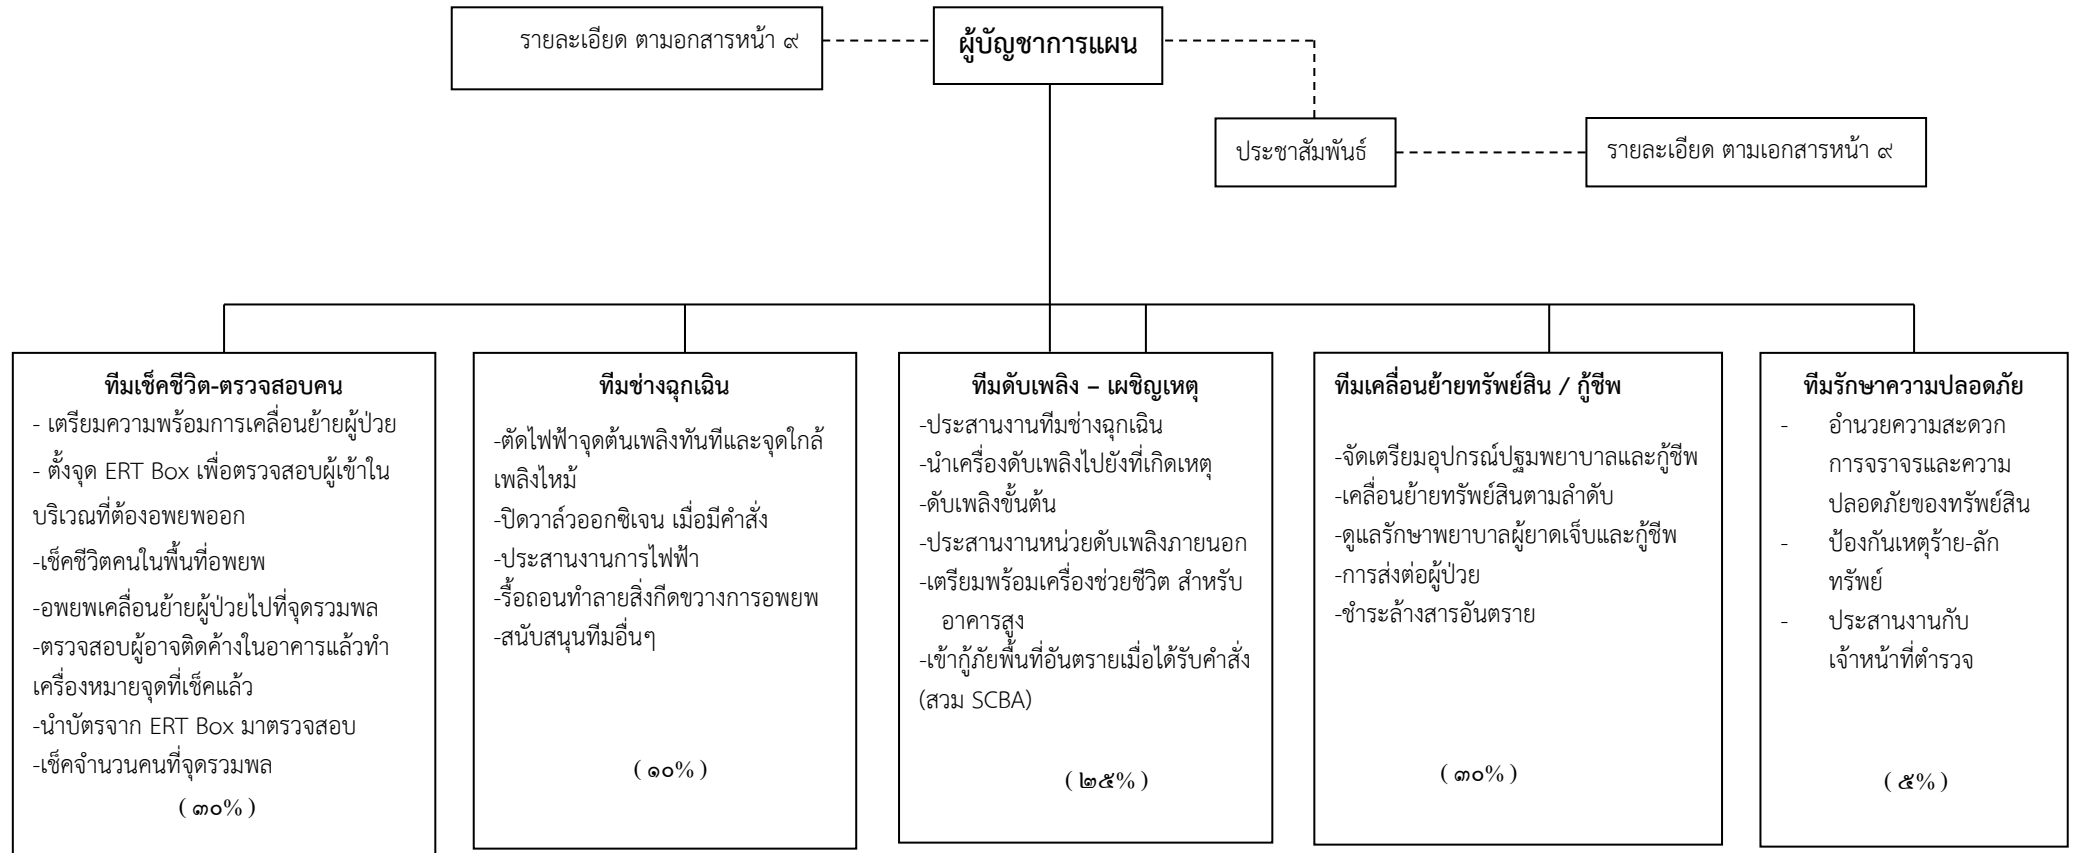 รายละเอียด ตามอกสารหน้า ๙
ผู้บัญชาการแผน
ประชาสัมพันธ์
รายละเอียด ตามเอกสารหน้า ๙
ทีมเช็คชีวิต-ตรวจสอบคน
- เตรียมความพร้อมการเคลื่อนย้ายผู้ป่วย
- ตั้งจุด ERT Box เพื่อตรวจสอบผู้เข้าใน
บริเวณที่ต้องอพยพออก
-เช็คชีวิตคนในพื้นที่อพยพ
-อพยพเคลื่อนย้ายผู้ป่วยไปที่จุดรวมพล
-ตรวจสอบผู้อาจติดค้างในอาคารแล้วทำ
เครื่องหมายจุดที่เช็คแล้ว
-นำบัตรจาก ERT Box มาตรวจสอบ
-เช็คจำนวนคนที่จุดรวมพล
( ๓๐% )
ทีมช่างฉุกเฉิน
-ตัดไฟฟ้าจุดต้นเพลิงทันทีและจุดใกล้
เพลิงไหม้
-ปิดวาล์วออกซิเจน เมื่อมีคำสั่ง
-ประสานงานการไฟฟ้า
-รื้อถอนทำลายสิ่งกีดขวางการอพยพ
-สนับสนุนทีมอื่นๆ
( ๑๐% )
ทีมดับเพลิง – เผชิญเหตุ
-ประสานงานทีมช่างฉุกเฉิน
-นำเครื่องดับเพลิงไปยังที่เกิดเหตุ
-ดับเพลิงขั้นต้น
-ประสานงานหน่วยดับเพลิงภายนอก
-เตรียมพร้อมเครื่องช่วยชีวิต สำหรับ
อาคารสูง
-เข้ากู้ภัยพื้นที่อันตรายเมื่อได้รับคำสั่ง
(สวม SCBA)
( ๒๕% )
ทีมเคลื่อนย้ายทรัพย์สิน / กู้ชีพ
-จัดเตรียมอุปกรณ์ปฐมพยาบาลและกู้ชีพ
-เคลื่อนย้ายทรัพย์สินตามลำดับ
-ดูแลรักษาพยาบาลผู้ยาดเจ็บและกู้ชีพ
-การส่งต่อผู้ป่วย
-ชำระล้างสารอันตราย
( ๓๐% )
ทีมรักษาความปลอดภัย
- อำนวยความสะดวก
การจราจรและความ
ปลอดภัยของทรัพย์สิน
- ป้องกันเหตุร้าย-ลัก
ทรัพย์
- ประสานงานกับ
เจ้าหน้าที่ตำรวจ
( ๕% )